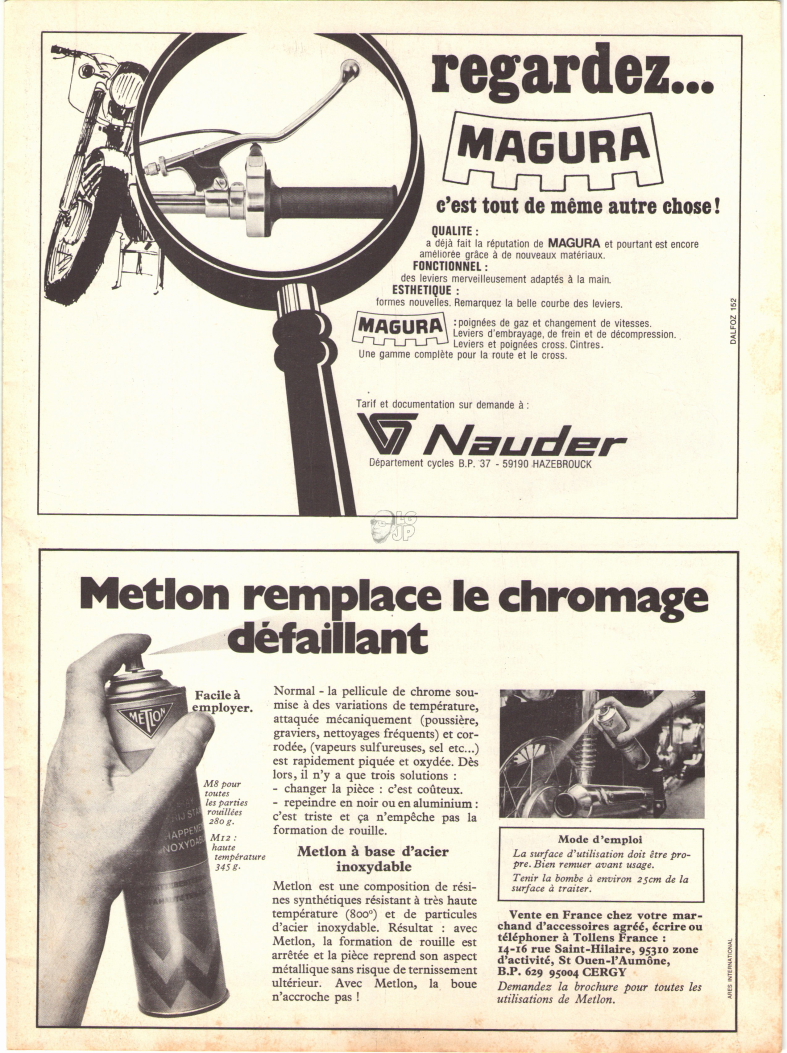 regardez...
MAGURA
c'est tout de même autre chose!
QUALITE :
a déjà fait la réputation de MAGURA et pourtant est encore
améliorée grâce à de nouveaux matériaux.
FONCTIONNEL :
des leviers merveilleusement adaptés à la main.
ESTHETIQUE :
formes nouvelles. Remarquez la belle courbe des leviers.
MAGURA : poignées de gaz et changement de vitesses.
Leviers d'embrayage, de frein et de décompression.
Leviers et poignées cross. Cintres.
Une gamme complète pour la route et le cross.
DALFOZ 152
Tarif et documentation sur demande à :
Nauder
Département cycles B.P. 37 - 59190 HAZEBROUCK
LG
JP
Metlon remplace le chromage
défaillant
Facile à
employer.
METLON
M8 pour
toutes
les parties
rouillées
280 g.
M12 :
haute
température
345 g.
Normal - la pellicule de chrome sou-
mise à des variations de température,
attaquée mécaniquement (poussière,
graviers, nettoyages fréquents) et cor-
rodée, (vapeurs sulfureuses, sel etc...)
est rapidement piquée et oxydée. Dès
lors, il n'y a que trois solutions :
- changer la pièce : c'est coûteux.
- repeindre en noir ou en aluminium :
c'est triste et ça n'empêche pas la
formation de rouille.
Metlon à base d'acier
inoxydable
Metlon est une composition de rési-
nes synthétiques résistant à très haute
température (800°) et de particules
d'acier inoxydable. Résultat : avec
Metlon, la formation de rouille est
arrêtée et la pièce reprend son aspect
métallique sans risque de ternissement
ultérieur. Avec Metlon, la boue
n'accroche pas !
Mode d'emploi
La surface d'utilisation doit être pro-
pre. Bien remuer avant usage.
Tenir la bombe à environ 25cm de la
surface à traiter.
Vente en France chez votre mar-
chand d'accessoires agréé, écrire ou
téléphoner à Tollens France :
14-16 rue Saint-Hilaire, 95310 zone
d'activité, St Ouen-l'Aumône,
B.P. 629 95004 CERGY
Demandez la brochure pour toutes les
utilisations de Metlon.
ARES INTERNATIONAL